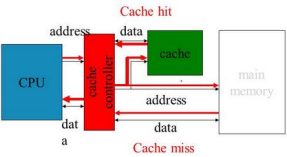 Cache hit
address
data
CPU
cache
controller
cache
main
memory
address
dat
a
data
Cache miss